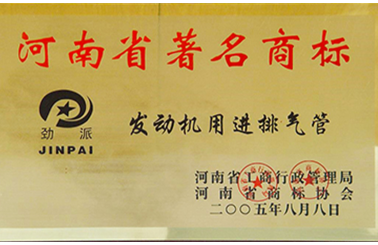 河南省著名商标
劲派
JINPAI
发动机用进排气管
河南省工商行政管理局
河南省商标协会
二〇〇五年八月八日